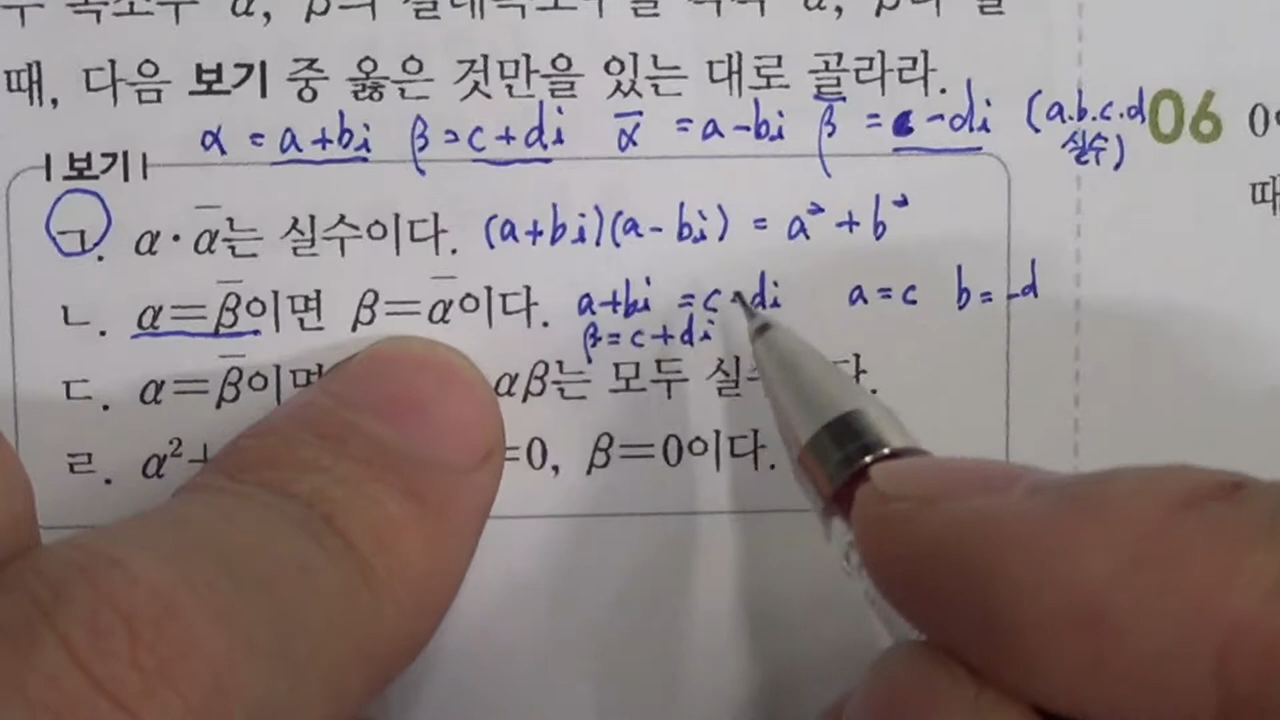 때, 다음 보기 중 옳은 것만을 있는 대로 골라라.
α = a+bi β = c+di ᾱ = a-bi β̄ = c-di (a.b.c.d 실수)
| 보기 |
ㄱ. α·ᾱ는 실수이다. (a+bi)(a-bi) = a²+b²
ㄴ. α=β̄이면 β=ᾱ이다. a+bi = c-di a=c b=-d
β=c+di
ㄷ. α=β̄이면 αβ는 모두
ㄹ. α²+ =0, β=0이다.
06